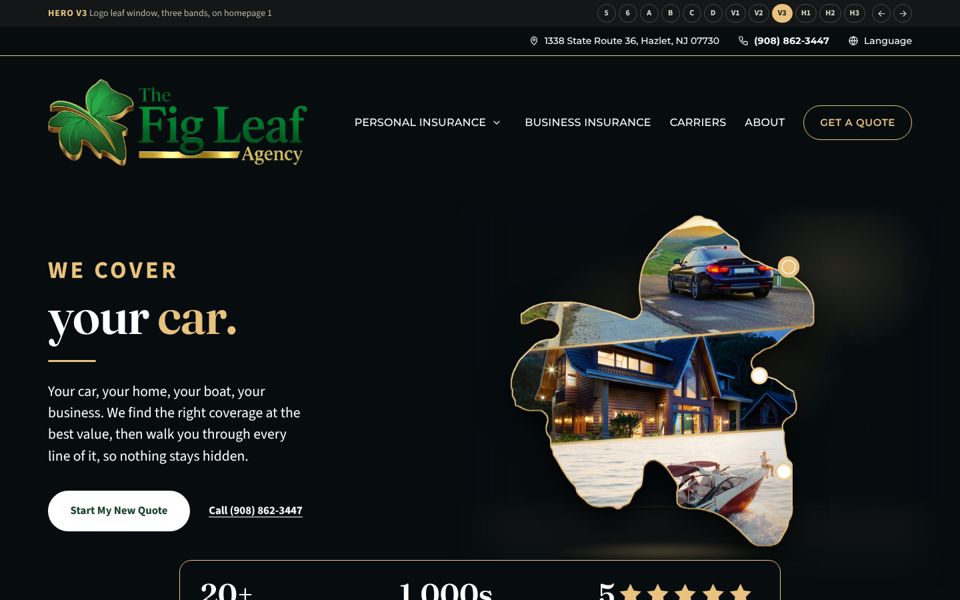 HERO V3 Logo leaf window, three bands, on homepage 1
5 6 A B C D V1 V2 V3 H1 H2 H3 ← →
1338 State Route 36, Hazlet, NJ 07730 (908) 862-3447 Language
The
Fig Leaf
Agency
PERSONAL INSURANCE BUSINESS INSURANCE CARRIERS ABOUT GET A QUOTE
WE COVER
your car.
Your car, your home, your boat, your
business. We find the right coverage at the
best value, then walk you through every
line of it, so nothing stays hidden.
Start My New Quote Call (908) 862-3447
20+ 1,000s 5★★★★★